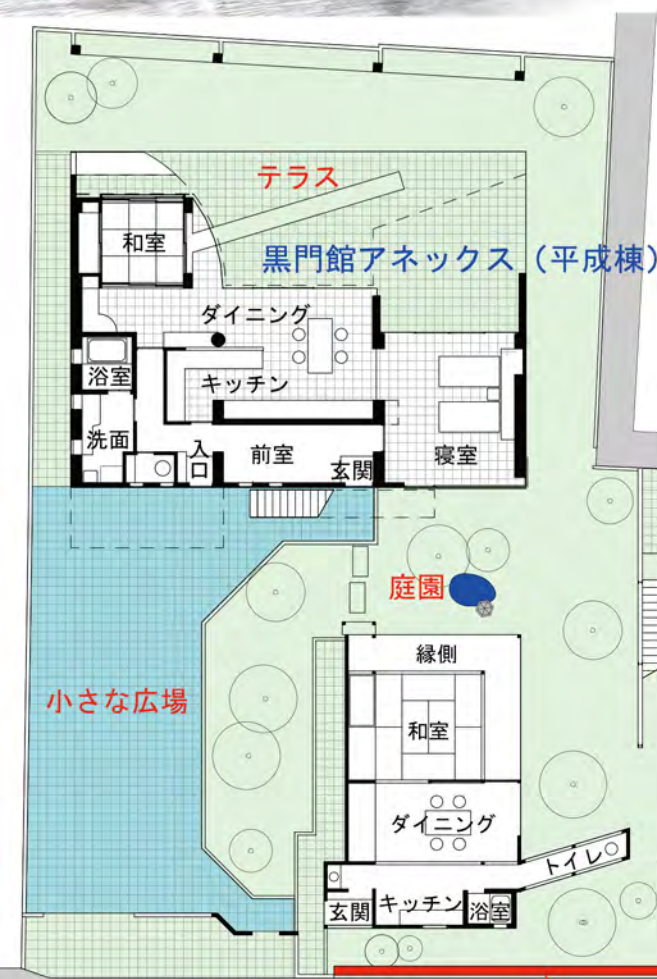 テラス
和室
黒門館アネックス（平成棟）
ダイニング
浴室
キッチン
洗面
入口
前室
玄関
寝室
庭園
縁側
小さな広場
和室
ダイニング
トイレ
玄関
キッチン
浴室